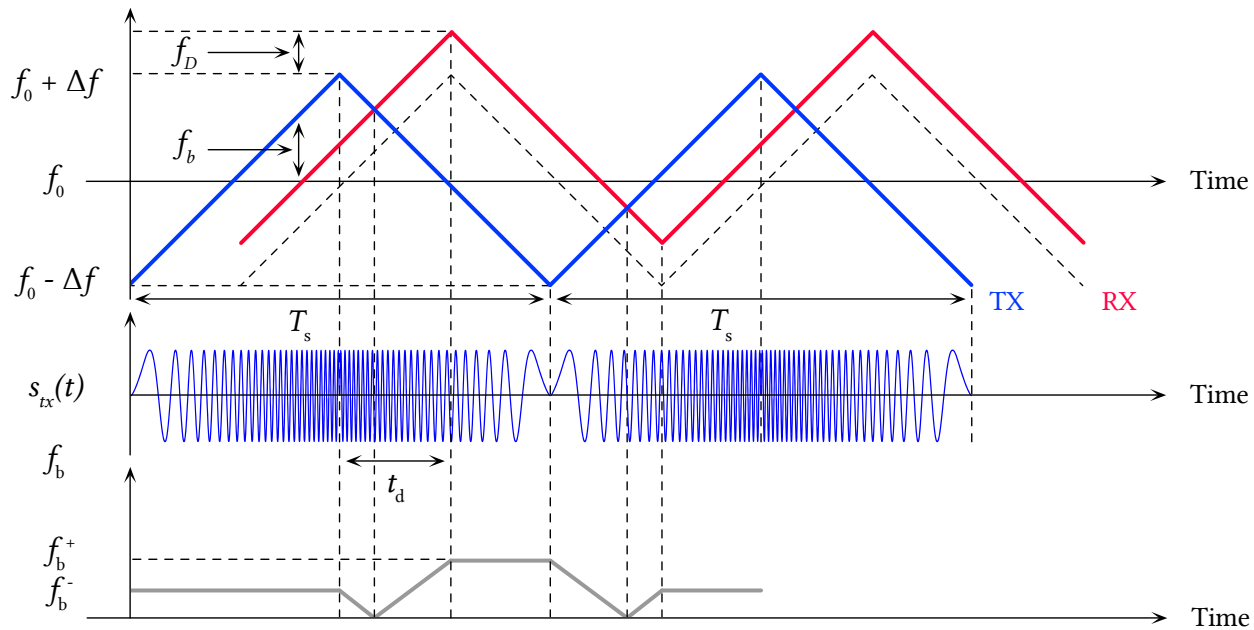 f_D
f_0 + Δf
f_b
f_0
Time
f_0 - Δf
TX
RX
T_s
T_s
s_tx(t)
Time
f_b
t_d
f_b^+
f_b^-
Time